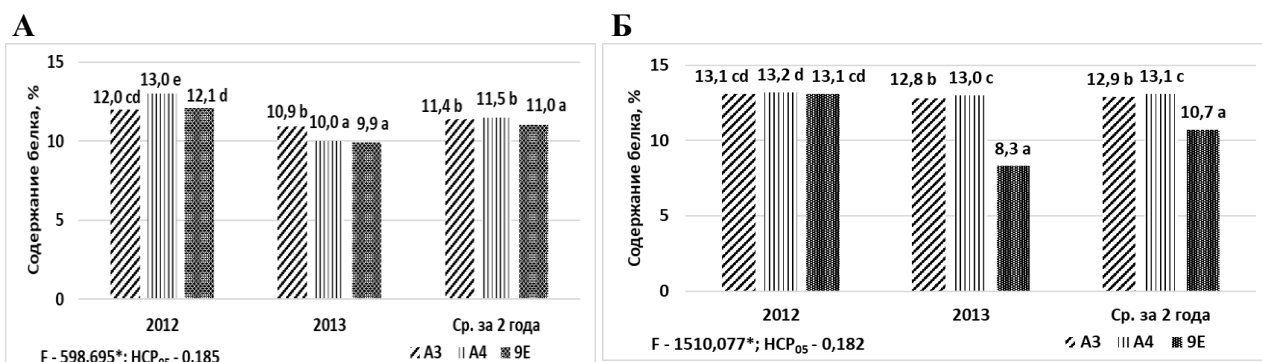 А
Содержание белка, %
15
10
5
0
12,0 cd
13,0 e
12,1 d
10,9 b
10,0 a
9,9 a
11,4 b
11,5 b
11,0 a
2012
2013
Ср. за 2 года
F - 598,695*; НСР05 - 0,185
А3
А4
9Е
Б
Содержание белка, %
15
10
5
0
13,1 cd
13,2 d
13,1 cd
12,8 b
13,0 c
8,3 a
12,9 b
13,1 c
10,7 a
2012
2013
Ср. за 2 года
F - 1510,077*; НСР05 - 0,182
А3
А4
9Е